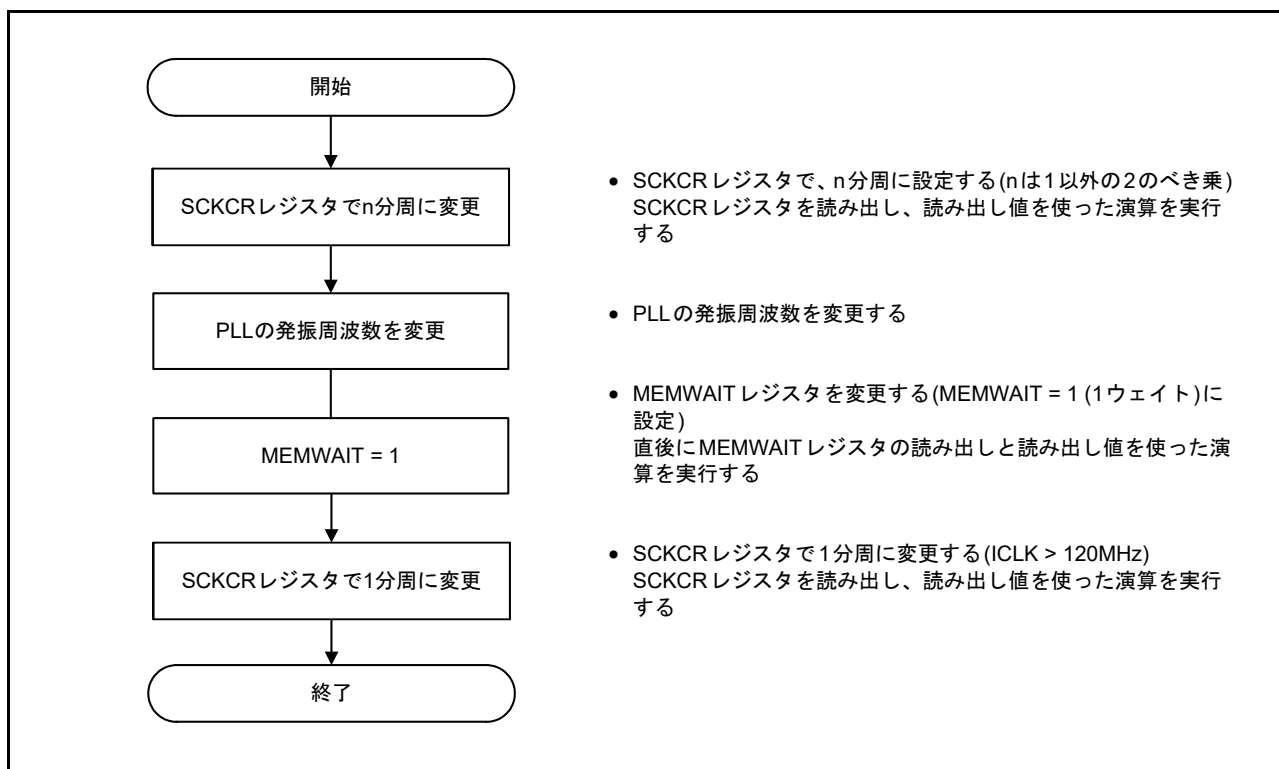 開始
SCKCRレジスタでn分周に変更
• SCKCRレジスタで、n分周に設定する(nは1以外の2のべき乗)
SCKCRレジスタを読み出し、読み出し値を使った演算を実行
する
PLLの発振周波数を変更
• PLLの発振周波数を変更する
MEMWAIT = 1
• MEMWAITレジスタを変更する(MEMWAIT = 1 (1ウェイト)に
設定)
直後にMEMWAITレジスタの読み出しと読み出し値を使った演
算を実行する
SCKCRレジスタで1分周に変更
• SCKCRレジスタで1分周に変更する(ICLK > 120MHz)
SCKCRレジスタを読み出し、読み出し値を使った演算を実行
する
終了